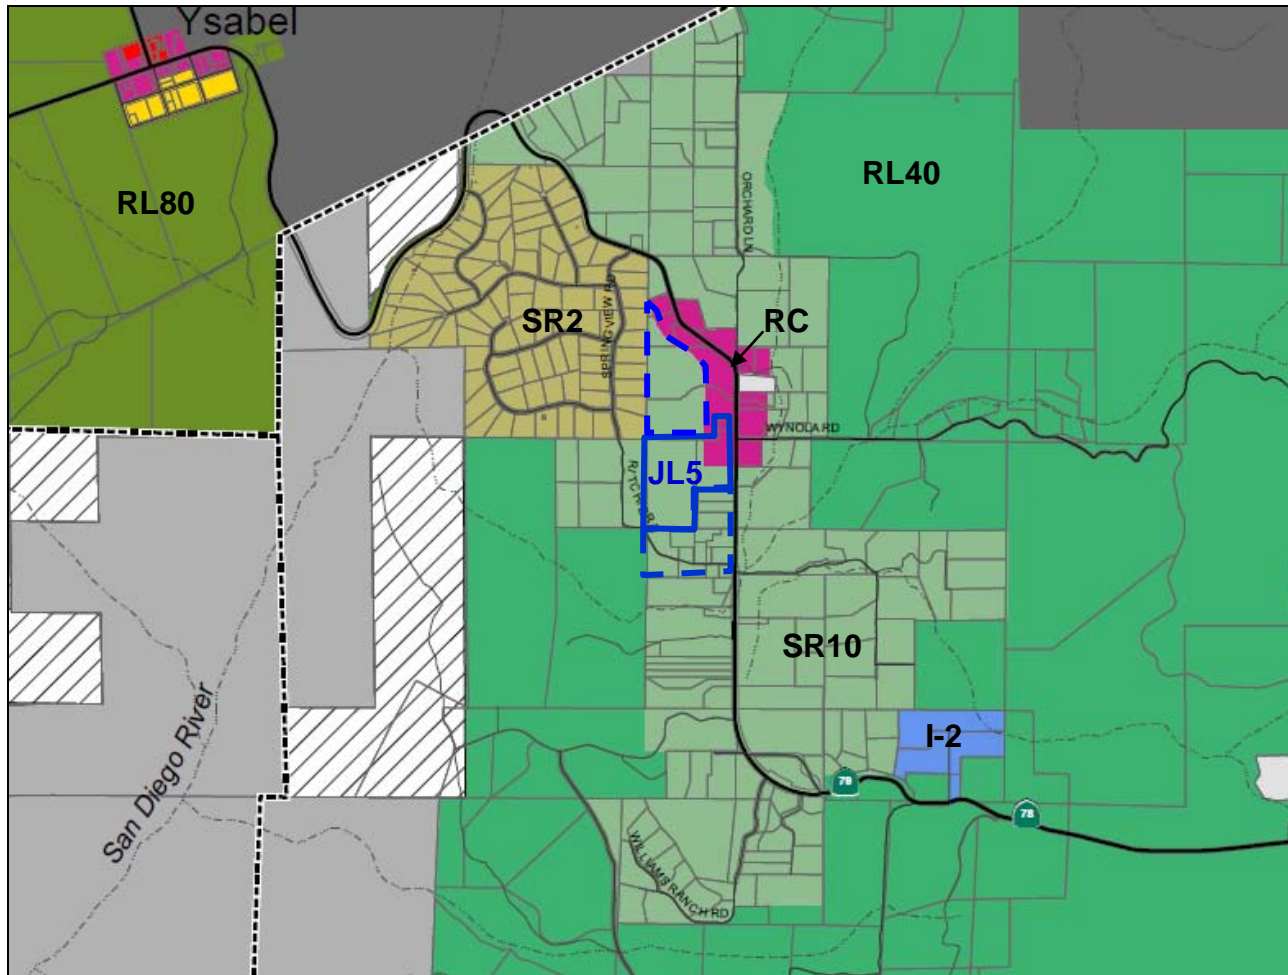 Ysabel
RL80
RL40
ORCHARD LN
SPRING VIEW RD
SR2
RC
WYNOLA RD
JL5
SR10
San Diego River
I-2
79
78
WILLIAMS RANCH RD